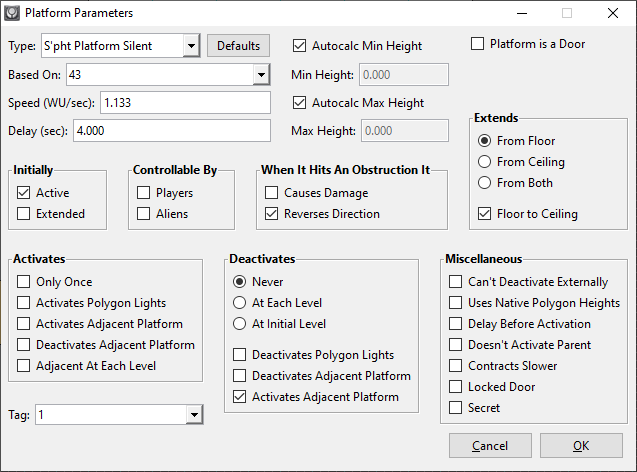 Platform Parameters
Type: S'pht Platform Silent Defaults Autocalc Min Height Platform is a Door
Based On: 43 Min Height: 0.000
Speed (WU/sec): 1.133 Autocalc Max Height
Delay (sec): 4.000 Max Height: 0.000
Extends
From Floor
From Ceiling
From Both
Floor to Ceiling
Initially
Active
Extended
Controllable By
Players
Aliens
When It Hits An Obstruction It
Causes Damage
Reverses Direction
Activates
Only Once
Activates Polygon Lights
Activates Adjacent Platform
Deactivates Adjacent Platform
Adjacent At Each Level
Deactivates
Never
At Each Level
At Initial Level
Deactivates Polygon Lights
Deactivates Adjacent Platform
Activates Adjacent Platform
Miscellaneous
Can't Deactivate Externally
Uses Native Polygon Heights
Delay Before Activation
Doesn't Activate Parent
Contracts Slower
Locked Door
Secret
Tag: 1
Cancel OK